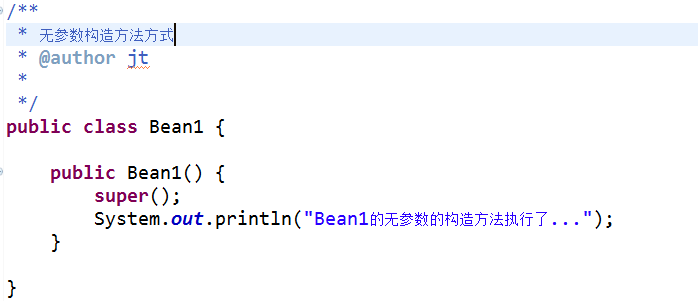 /**
 * 无参数构造方法方式
 * @author jt
 *
 */
public class Bean1 {
    public Bean1() {
        super();
        System.out.println("Bean1的无参数的构造方法执行了...");
    }
}